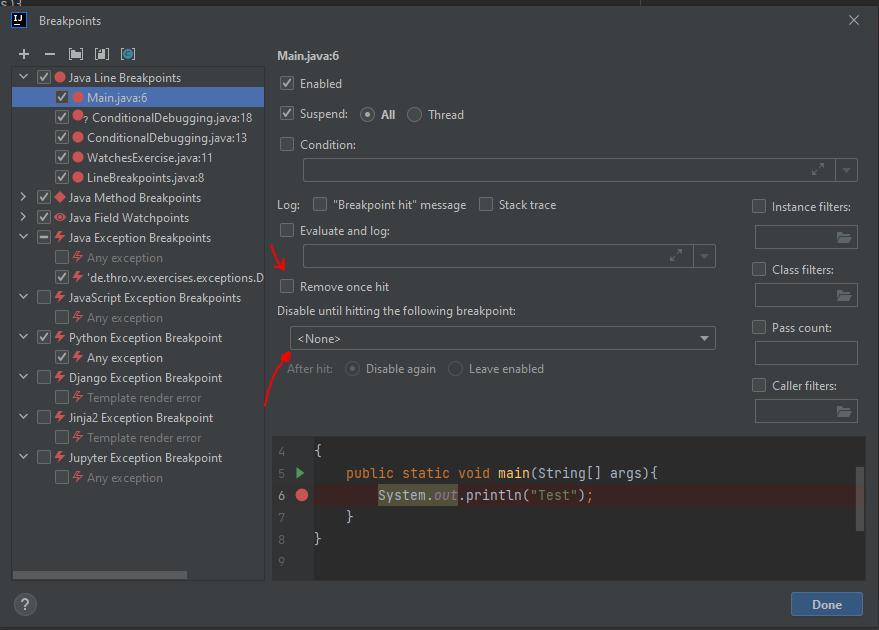 s){
IJ Breakpoints
Main.java:6
Java Line Breakpoints
Main.java:6
? ConditionalDebugging.java:18
ConditionalDebugging.java:13
WatchesExercise.java:11
LineBreakpoints.java:8
Java Method Breakpoints
Java Field Watchpoints
Java Exception Breakpoints
Any exception
'de.thro.vv.exercises.exceptions.D
JavaScript Exception Breakpoints
Any exception
Python Exception Breakpoint
Any exception
Django Exception Breakpoint
Template render error
Jinja2 Exception Breakpoint
Template render error
Jupyter Exception Breakpoint
Any exception
Enabled
Suspend: All Thread
Condition:
Log: "Breakpoint hit" message Stack trace
Evaluate and log:
Remove once hit
Disable until hitting the following breakpoint:
<None>
After hit: Disable again Leave enabled
Instance filters:
Class filters:
Pass count:
Caller filters:
4 {
5 public static void main(String[] args){
6 System.out.println("Test");
7 }
8 }
9
? Done